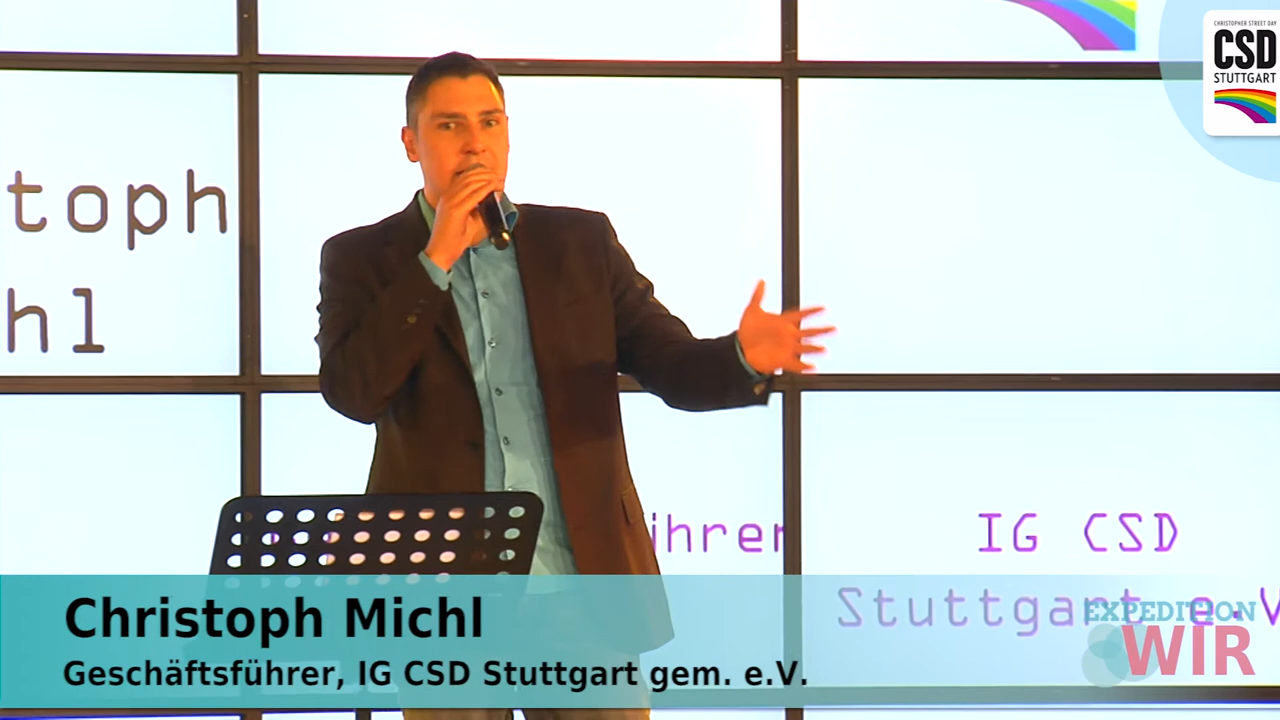 CHRISTOPHER STREET DAY
CSD
STUTTGART
toph
hl
ihrer
IG CSD
Stuttgart e.V
EXPEDITION
WIR
Christoph Michl
Geschäftsführer, IG CSD Stuttgart gem. e.V.